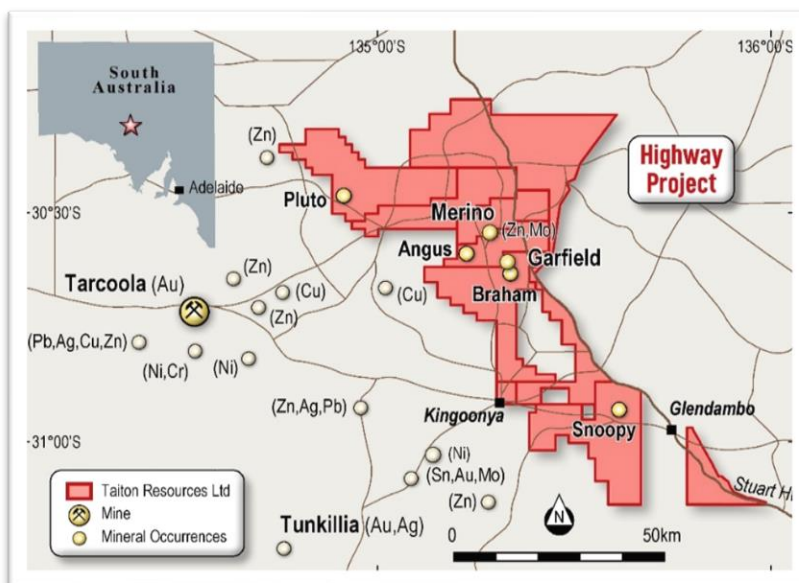 135°00'S
136°00'S
South
Australia
Adelaido
(Zn)
Highway
Project
Pluto
-30°30'S
Merino
(Zn,Mo)
Angus
Garfield
Braham
Tarcoola (Au)
(Zn)
(Cu)
(Zn)
(Cu)
(Pb,Ag,Cu,Zn)
(Ni,Cr)
(Ni)
(Zn,Ag,Pb)
Kingoonya
Glendambo
Snoopy
-31°00'S
(Ni)
(Sn,Au,Mo)
(Zn)
Stuart H
Taiton Resources Ltd
Mine
Mineral Occurrences
Tunkillia (Au,Ag)
N
0
50km